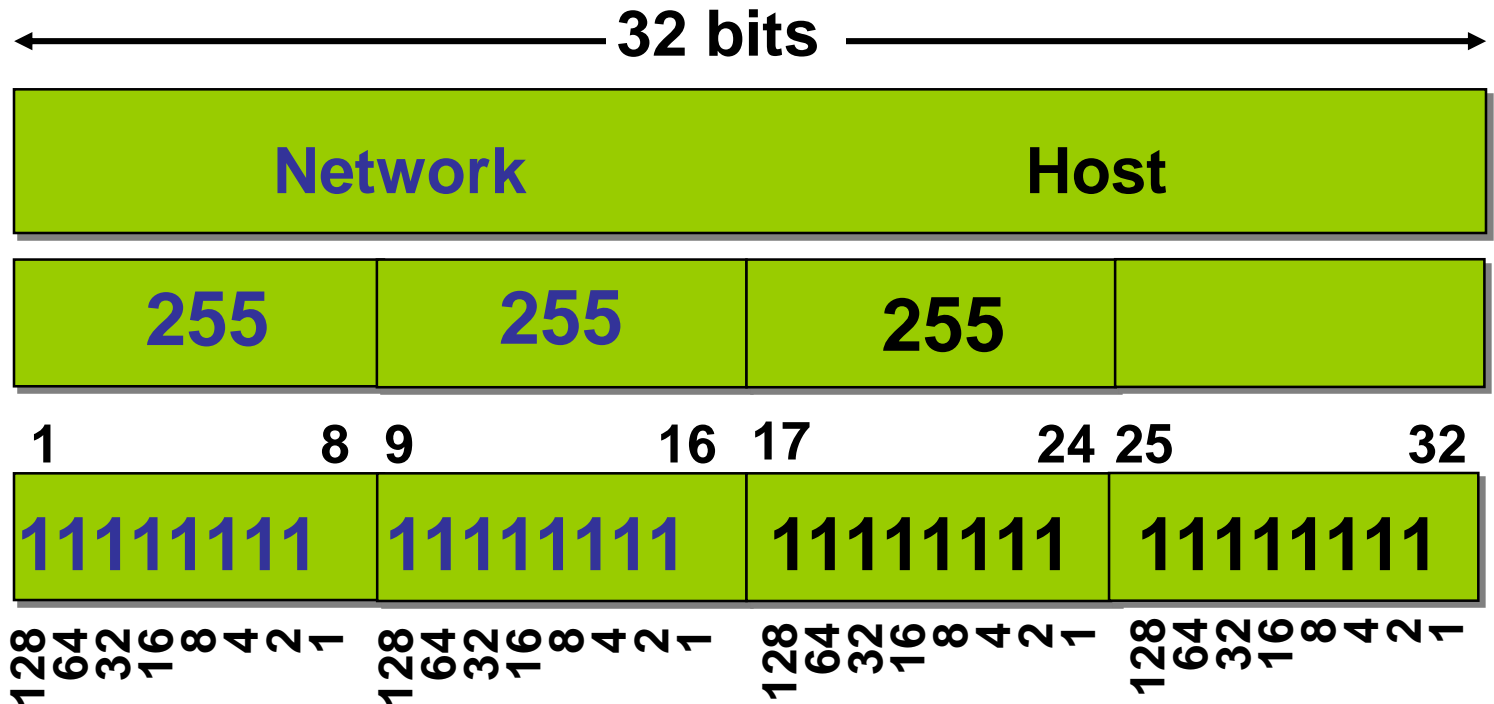 32 bits
Network Host
255 255 255
1 8 9 16 17 24 25 32
11111111 11111111 11111111 11111111
128 64 32 16 8 4 2 1 128 64 32 16 8 4 2 1 128 64 32 16 8 4 2 1 128 64 32 16 8 4 2 1